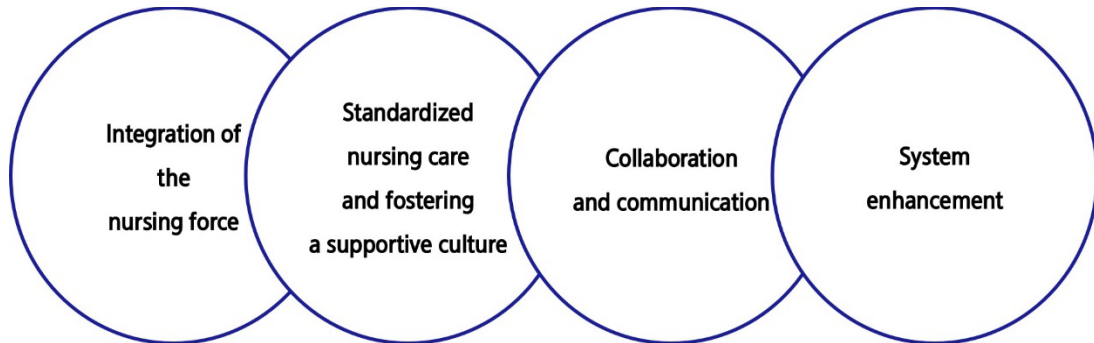 Integration of
the
nursing force
Standardized
nursing care
and fostering
a supportive culture
Collaboration
and communication
System
enhancement